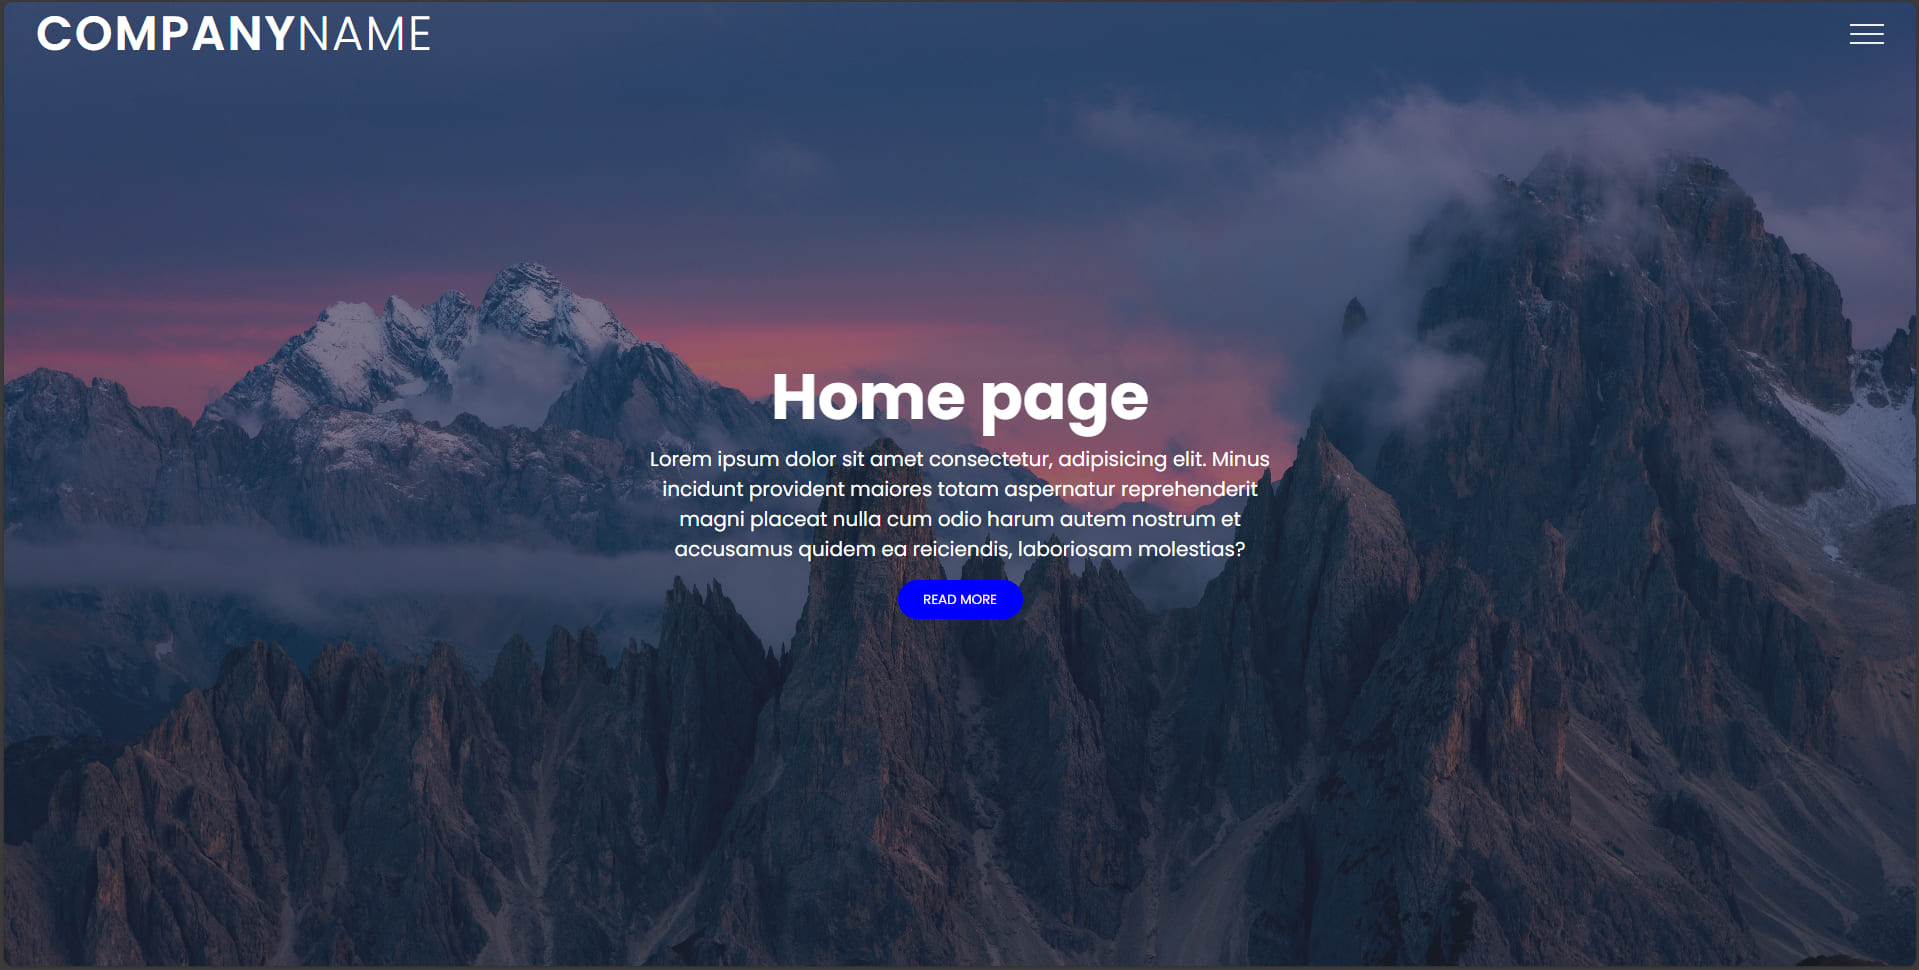 COMPANYNAME
Home page
Lorem ipsum dolor sit amet consectetur, adipisicing elit. Minus
incidunt provident maiores totam aspernatur reprehenderit
magni placeat nulla cum odio harum autem nostrum et
accusamus quidem ea reiciendis, laboriosam molestias?
READ MORE